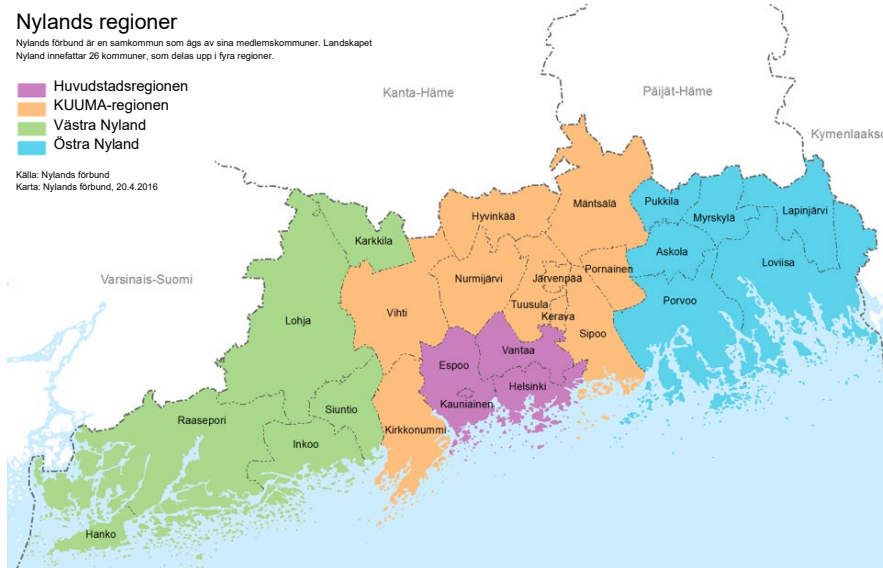 Nylands regioner
Nylands förbund är en samkommun som ägs av sina medlemskommuner. Landskapet
Nyland innefattar 26 kommuner, som delas upp i fyra regioner.
Huvudstadsregionen
KUUMA-regionen
Västra Nyland
Östra Nyland
Källa: Nylands förbund
Karta: Nylands förbund, 20.4.2016
Kanta-Häme
Päijät-Häme
Kymenlaakso
Varsinais-Suomi
Mäntsälä
Pukkila
Myrskylä
Lapinjärvi
Hyvinkää
Karkkila
Askola
Loviisa
Nurmijärvi
Järvenpää
Pornainen
Porvoo
Vihti
Tuusula
Kerava
Lohja
Sipoo
Vantaa
Espoo
Helsinki
Kauniainen
Siuntio
Raasepori
Kirkkonummi
Inkoo
Hanko